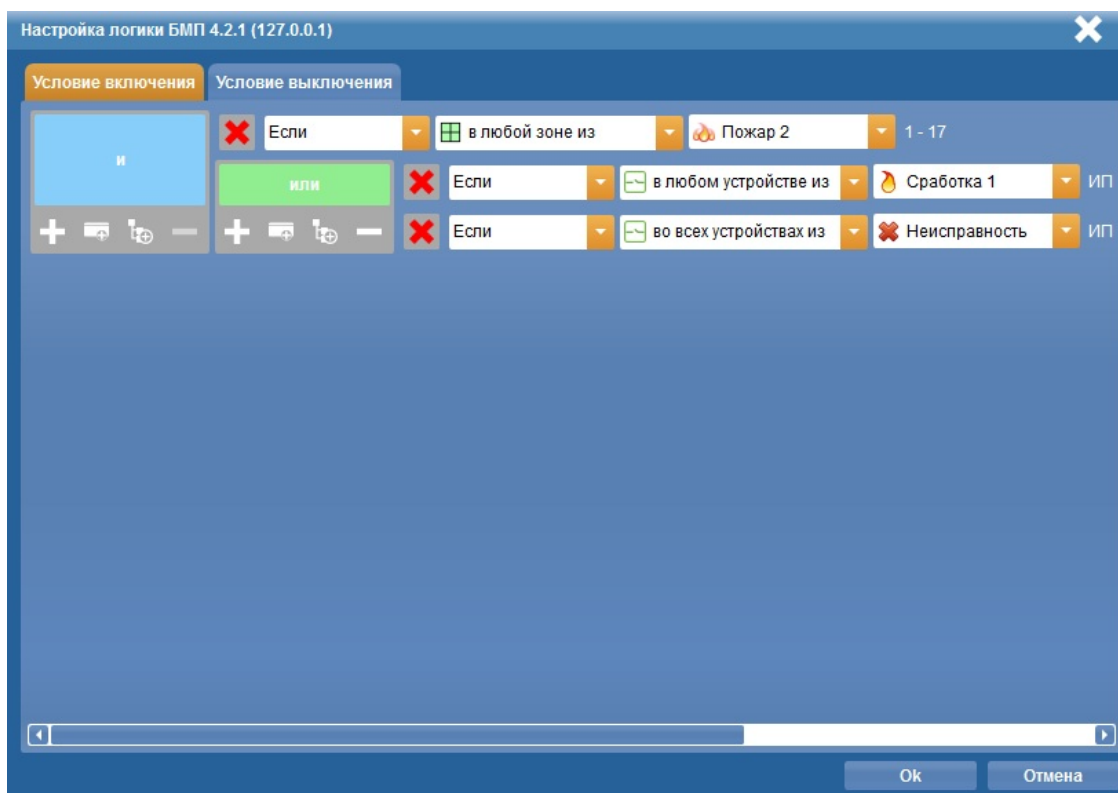 Настройка логики БМП 4.2.1 (127.0.0.1)
Условие включения Условие выключения
и Если в любой зоне из Пожар 2 1 - 17
или Если в любом устройстве из Сработка 1 ИП
Если во всех устройствах из Неисправность ИП
Ok Отмена